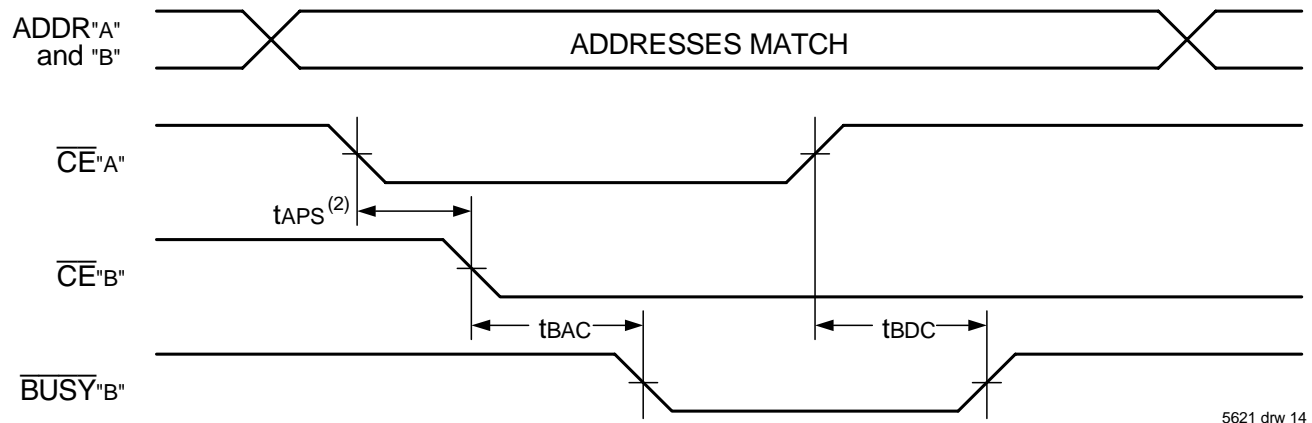 ADDR"A"
and "B"
ADDRESSES MATCH
CE"A"
tAPS(2)
CE"B"
tBAC
tBDC
BUSY"B"
5621 drw 14